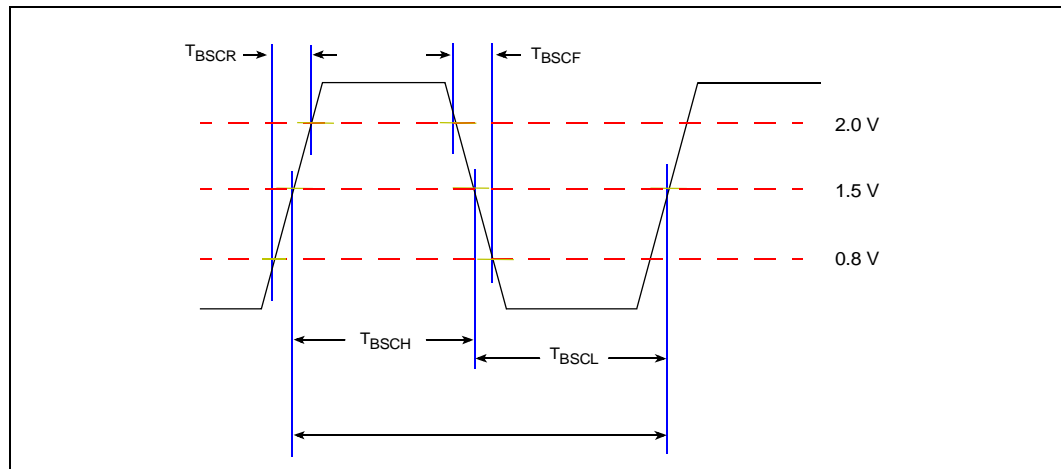 TBSCR
TBSCF
2.0 V
1.5 V
0.8 V
TBSCH
TBSCL